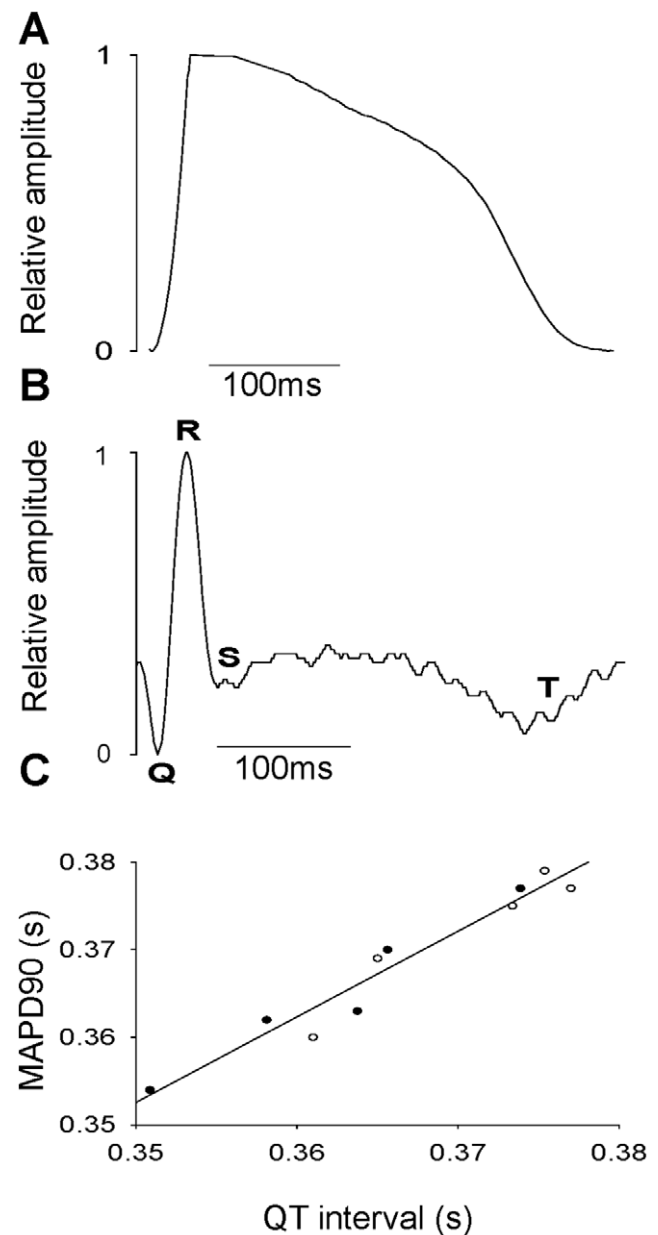 A
Relative amplitude
1
0
100ms
B
Relative amplitude
1
0
R
S
T
Q
100ms
C
MAPD90 (s)
0.38
0.37
0.36
0.35
0.35 0.36 0.37 0.38
QT interval (s)